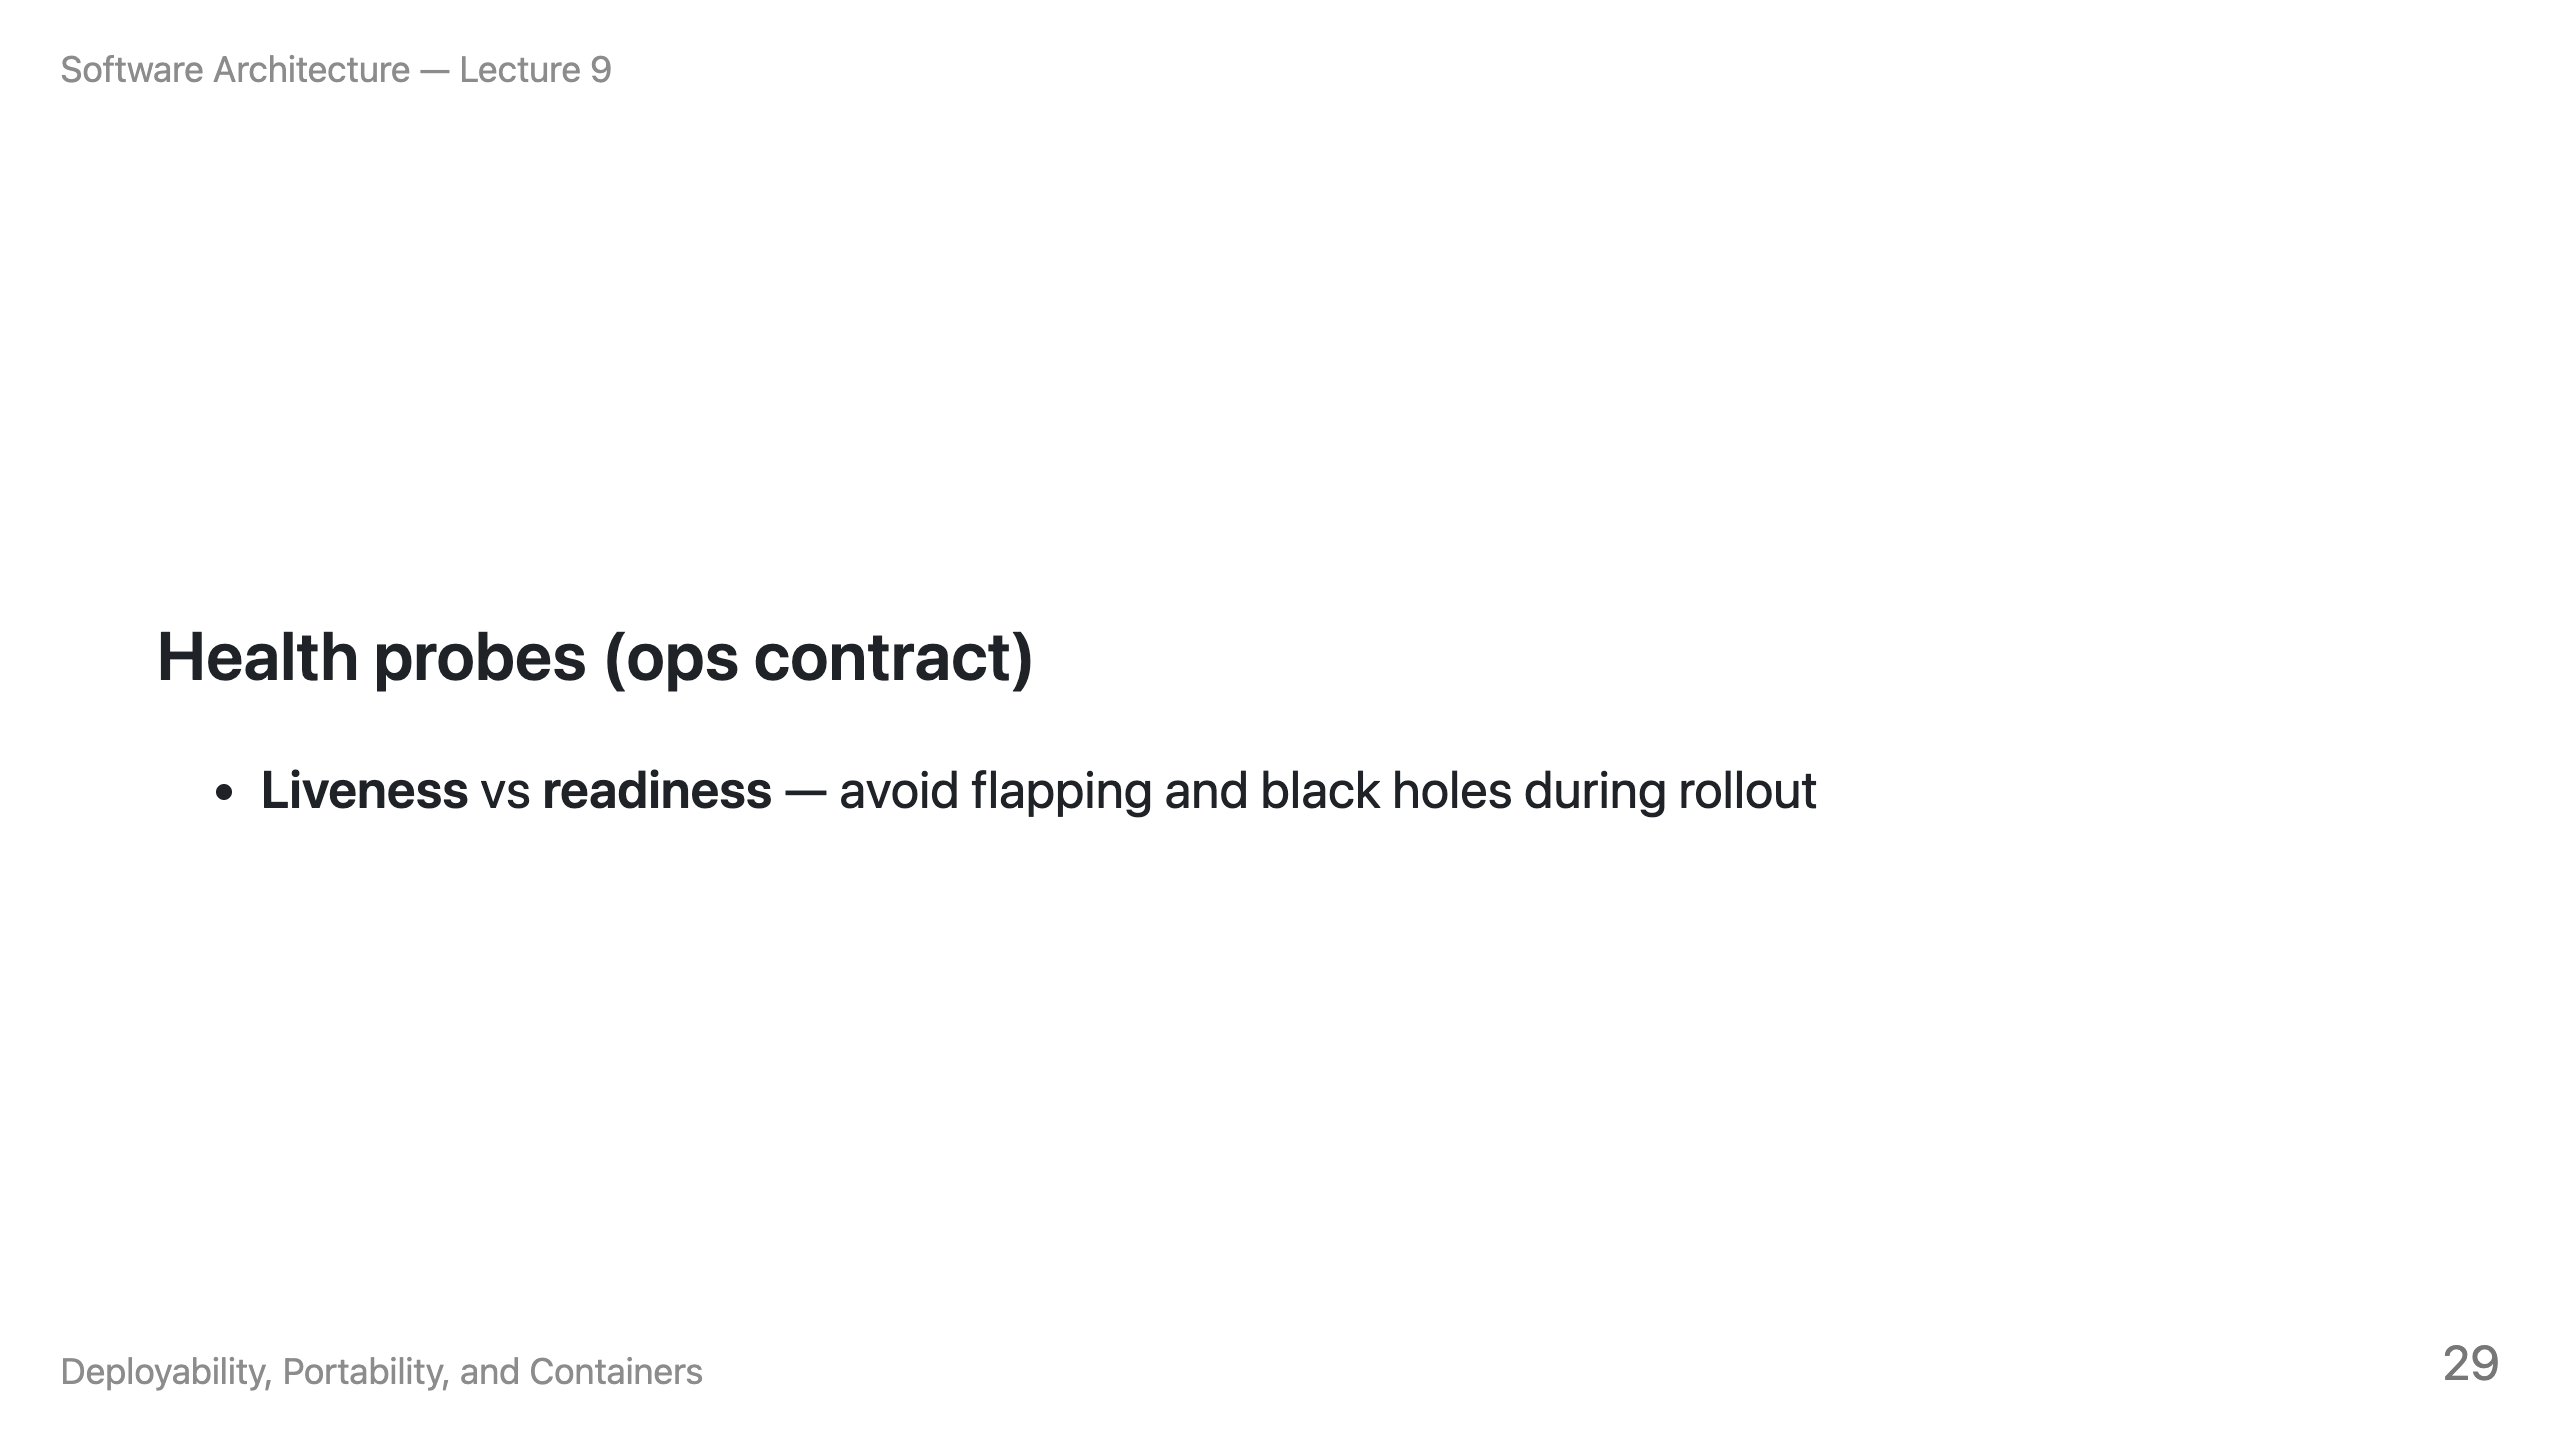 Software Architecture — Lecture 9
Health probes (ops contract)
• Liveness vs readiness — avoid flapping and black holes during rollout
Deployability, Portability, and Containers
29